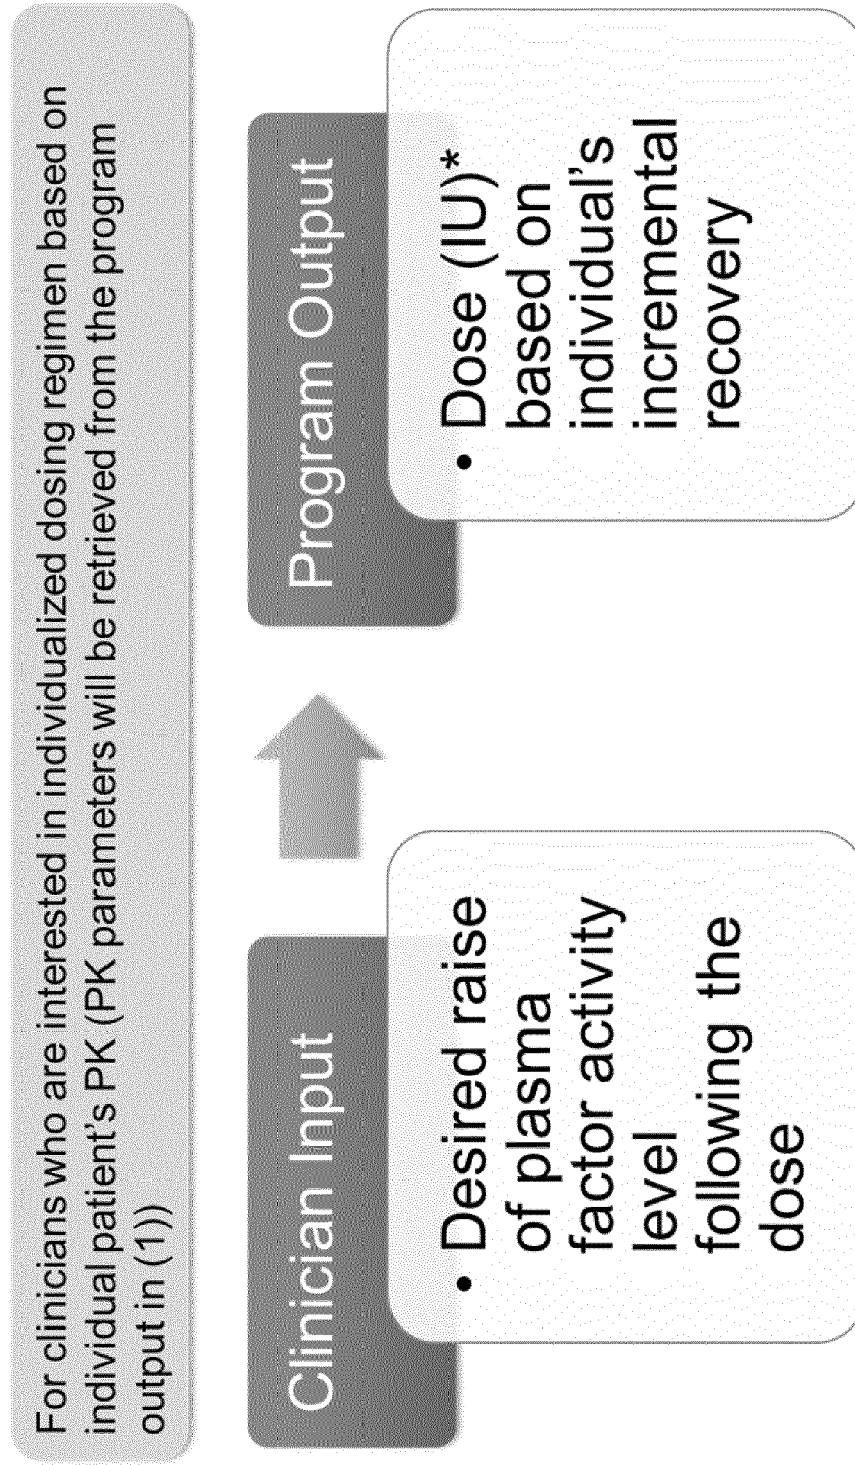 For clinicians who are interested in individualized dosing regimen based on
individual patient's PK (PK parameters will be retrieved from the program
output in (1))
Clinician Input
• Desired raise
of plasma
factor activity
level
following the
dose
Program Output
• Dose (IU)*
based on
individual's
incremental
recovery